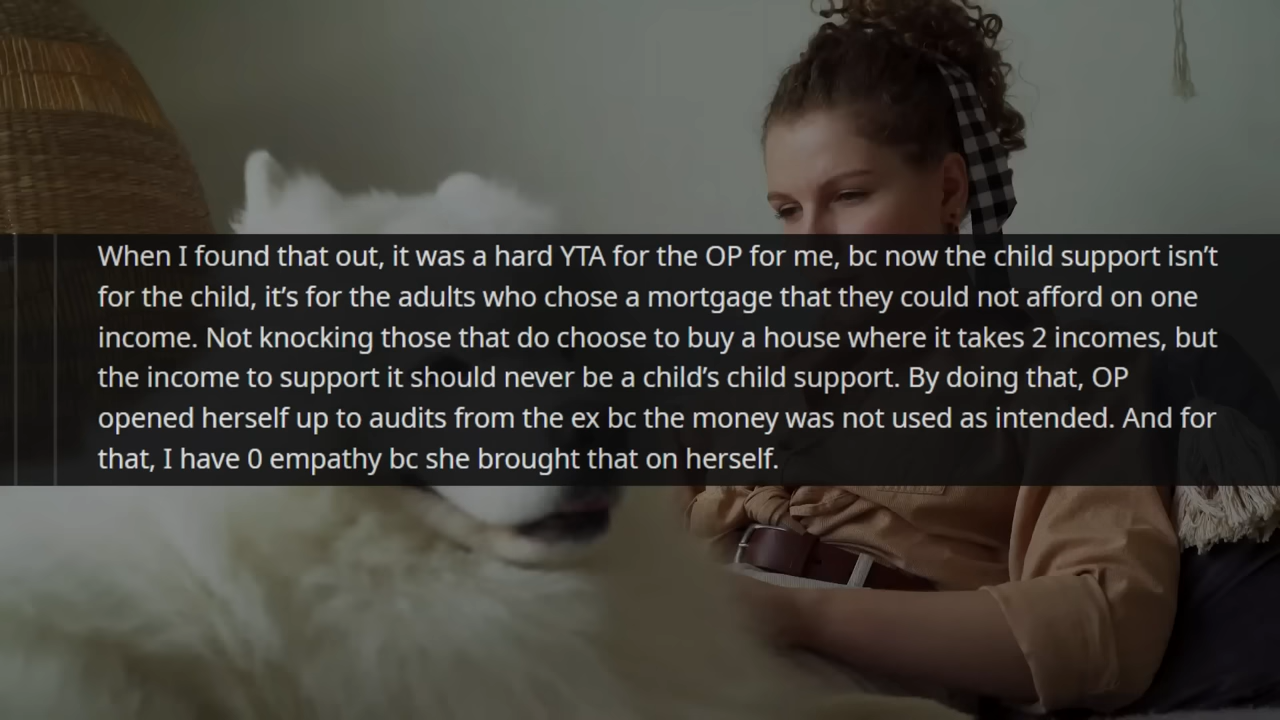 When I found that out, it was a hard YTA for the OP for me, bc now the child support isn’t
for the child, it’s for the adults who chose a mortgage that they could not afford on one
income. Not knocking those that do choose to buy a house where it takes 2 incomes, but
the income to support it should never be a child’s child support. By doing that, OP
opened herself up to audits from the ex bc the money was not used as intended. And for
that, I have 0 empathy bc she brought that on herself.